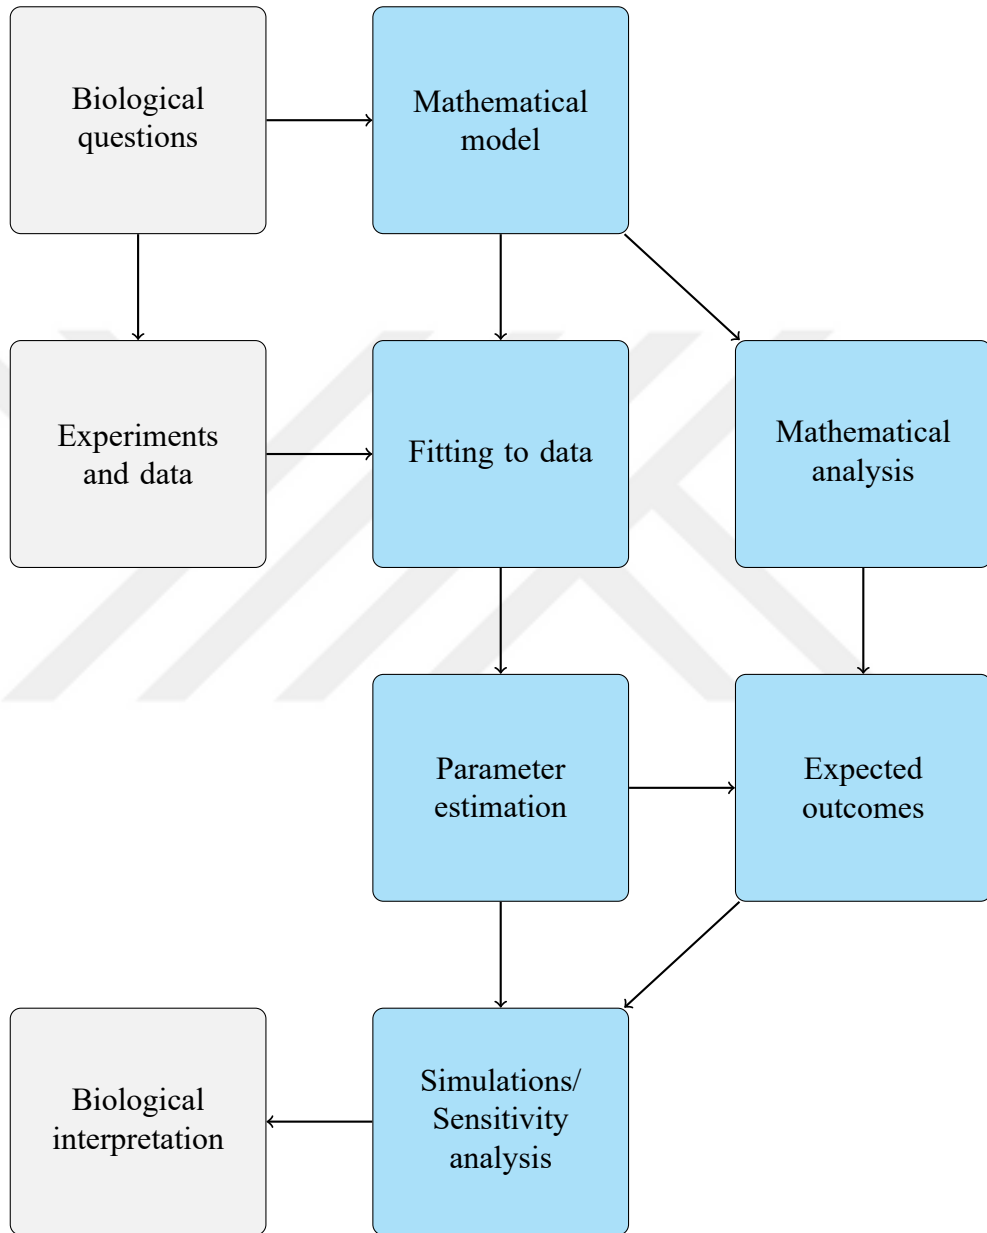 Biological
questions
Mathematical
model
Experiments
and data
Fitting to data
Mathematical
analysis
Parameter
estimation
Expected
outcomes
Biological
interpretation
Simulations/
Sensitivity
analysis